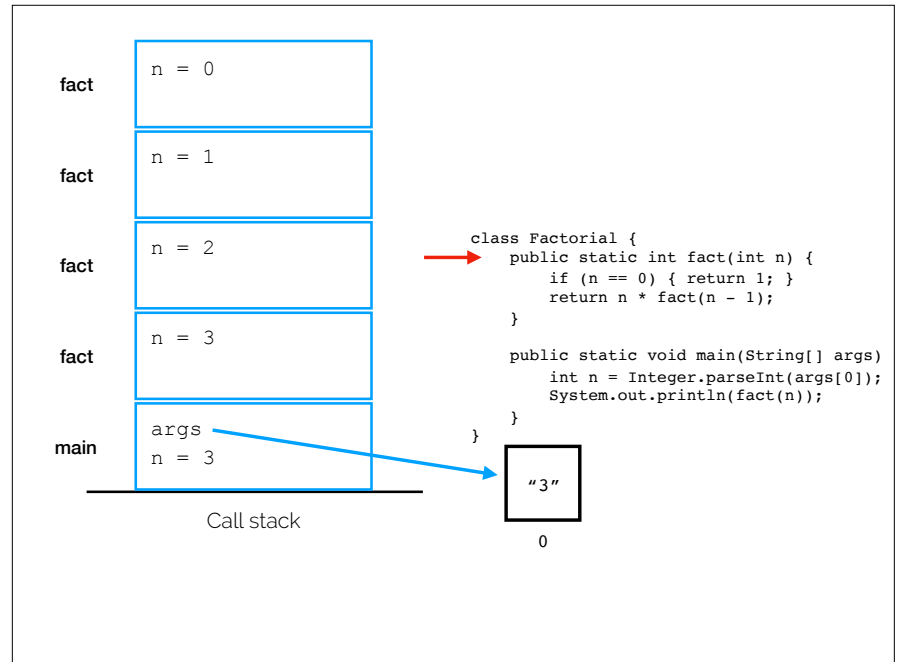 fact
n = 0
fact
n = 1
fact
n = 2
fact
n = 3
main
args
n = 3
Call stack
class Factorial {
    public static int fact(int n) {
        if (n == 0) { return 1; }
        return n * fact(n - 1);
    }
    public static void main(String[] args)
        int n = Integer.parseInt(args[0]);
        System.out.println(fact(n));
    }
}
“3”
0